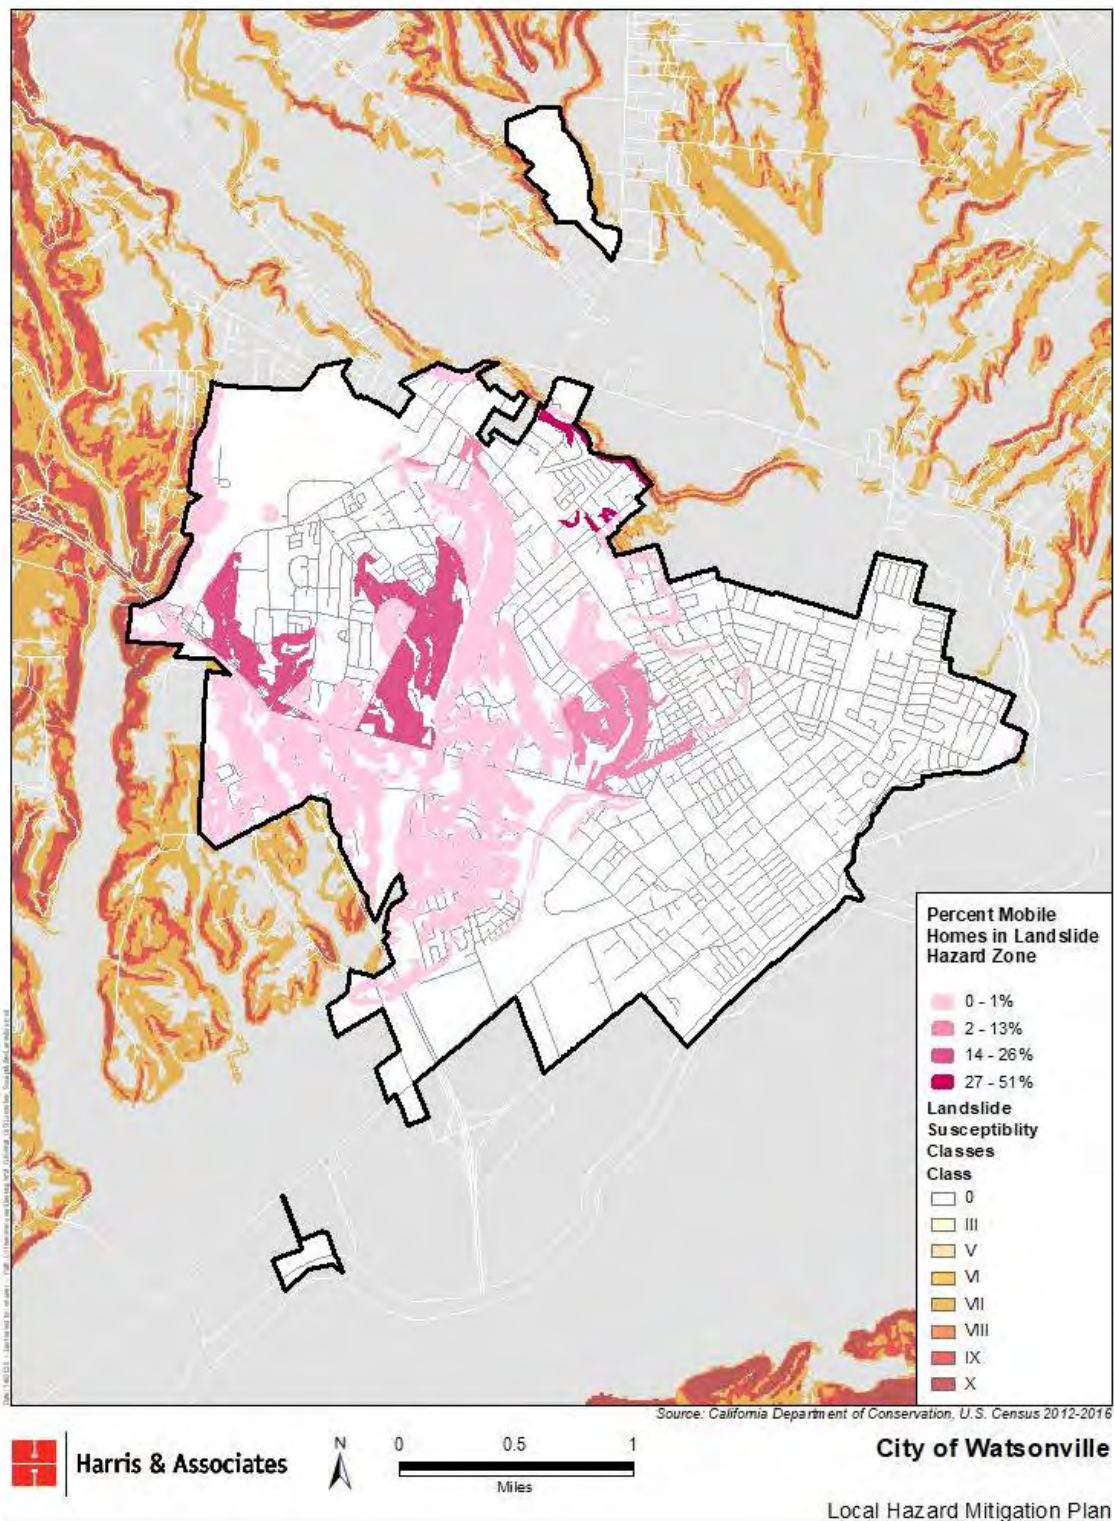 Percent Mobile
Homes in Landslide
Hazard Zone
0 - 1%
2 - 13%
14 - 26%
27 - 51%
Landslide
Susceptiblity
Classes
Class
0
III
V
VI
VII
VIII
IX
X
Source: California Department of Conservation, U.S. Census 2012-2016
Harris & Associates
N
0 0.5 1
Miles
City of Watsonville
Local Hazard Mitigation Plan